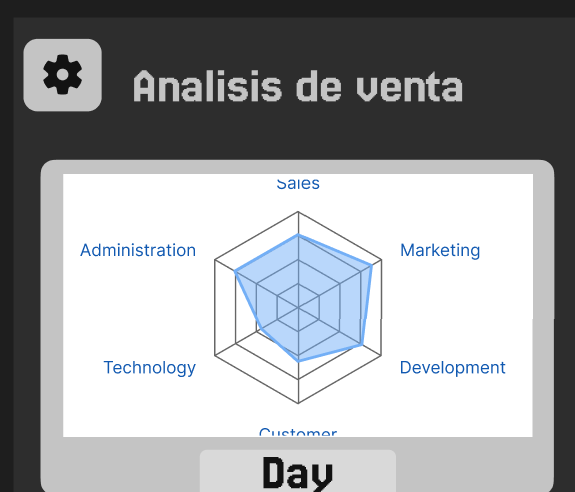 Analisis de venta
Sales
Administration
Marketing
Technology
Development
Customer
Day